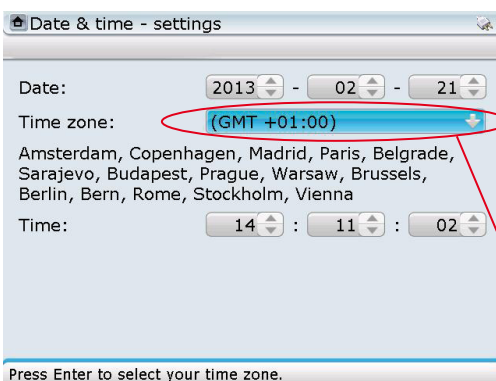 Date & time - settings
Date: 2013 - 02 - 21
Time zone: (GMT +01:00)
Amsterdam, Copenhagen, Madrid, Paris, Belgrade,
Sarajevo, Budapest, Prague, Warsaw, Brussels,
Berlin, Bern, Rome, Stockholm, Vienna
Time: 14 : 11 : 02
Press Enter to select your time zone.